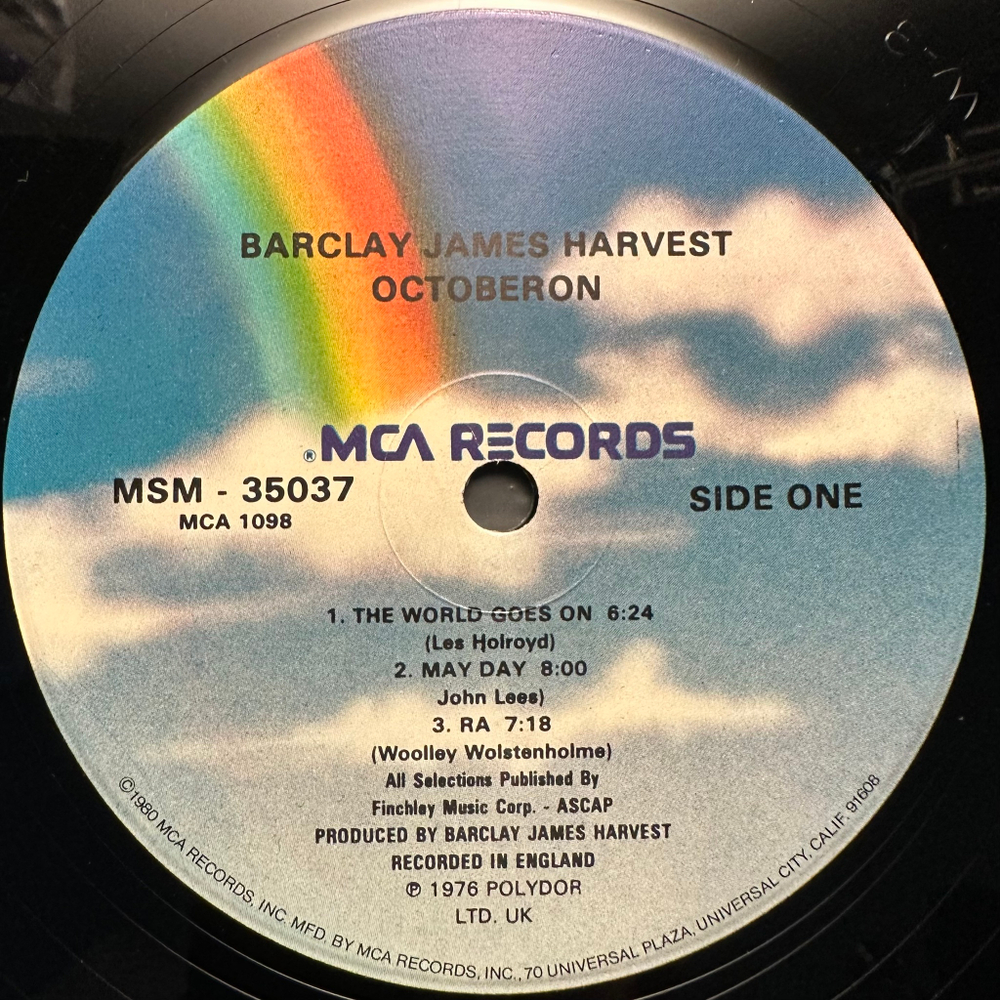 BARCLAY JAMES HARVEST
OCTOBERON
® MCA RECORDS
MSM - 35037
MCA 1098
SIDE ONE
1. THE WORLD GOES ON 6:24
(Les Holroyd)
2. MAY DAY 8:00
John Lees)
3. RA 7:18
(Woolley Wolstenholme)
All Selections Published By
Finchley Music Corp. - ASCAP
PRODUCED BY BARCLAY JAMES HARVEST
RECORDED IN ENGLAND
℗ 1976 POLYDOR
LTD. UK
©1980 MCA RECORDS, INC. MFD. BY MCA RECORDS, INC., 70 UNIVERSAL PLAZA, UNIVERSAL CITY, CALIF. 91608